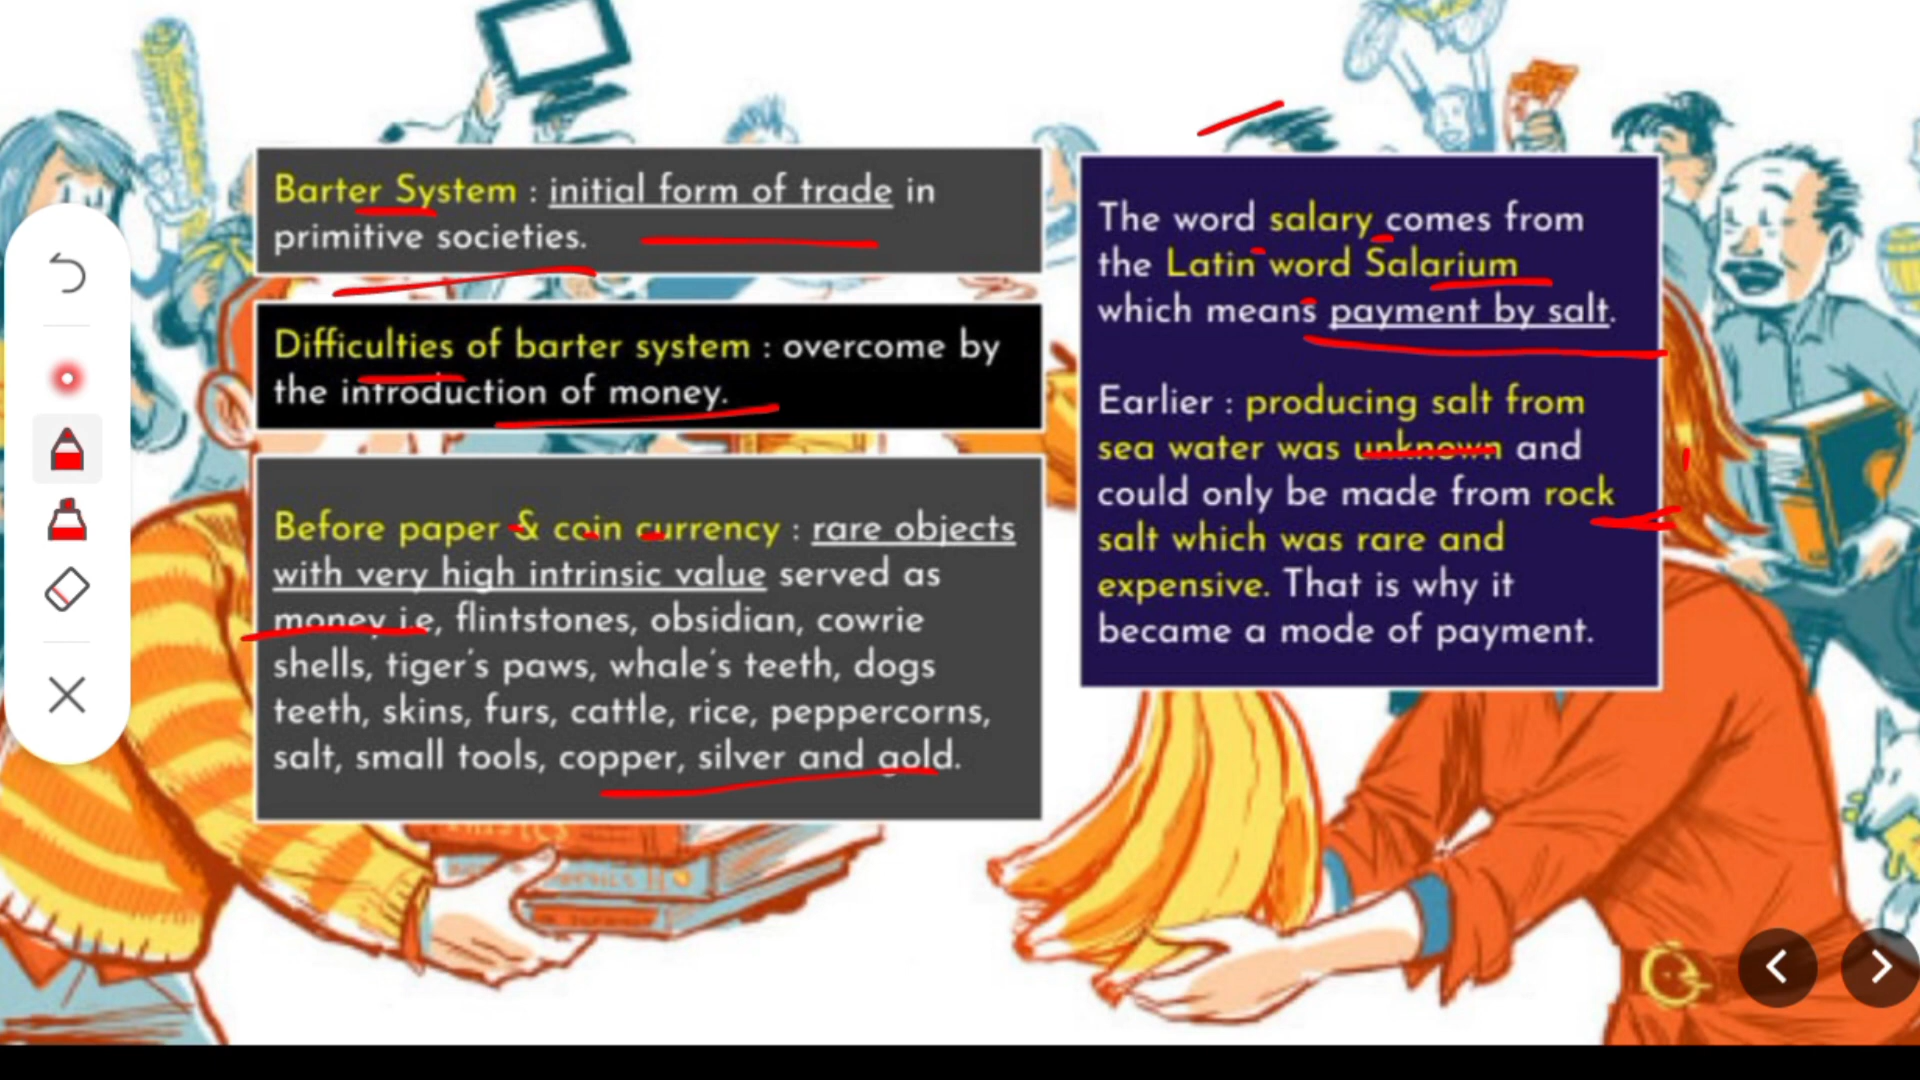 Barter System : initial form of trade in
primitive societies.
Difficulties of barter system : overcome by
the introduction of money.
Before paper & coin currency : rare objects
with very high intrinsic value served as
money i.e, flintstones, obsidian, cowrie
shells, tiger's paws, whale's teeth, dogs
teeth, skins, furs, cattle, rice, peppercorns,
salt, small tools, copper, silver and gold.
The word salary comes from
the Latin word Salarium
which means payment by salt.
Earlier : producing salt from
sea water was unknown and
could only be made from rock
salt which was rare and
expensive. That is why it
became a mode of payment.